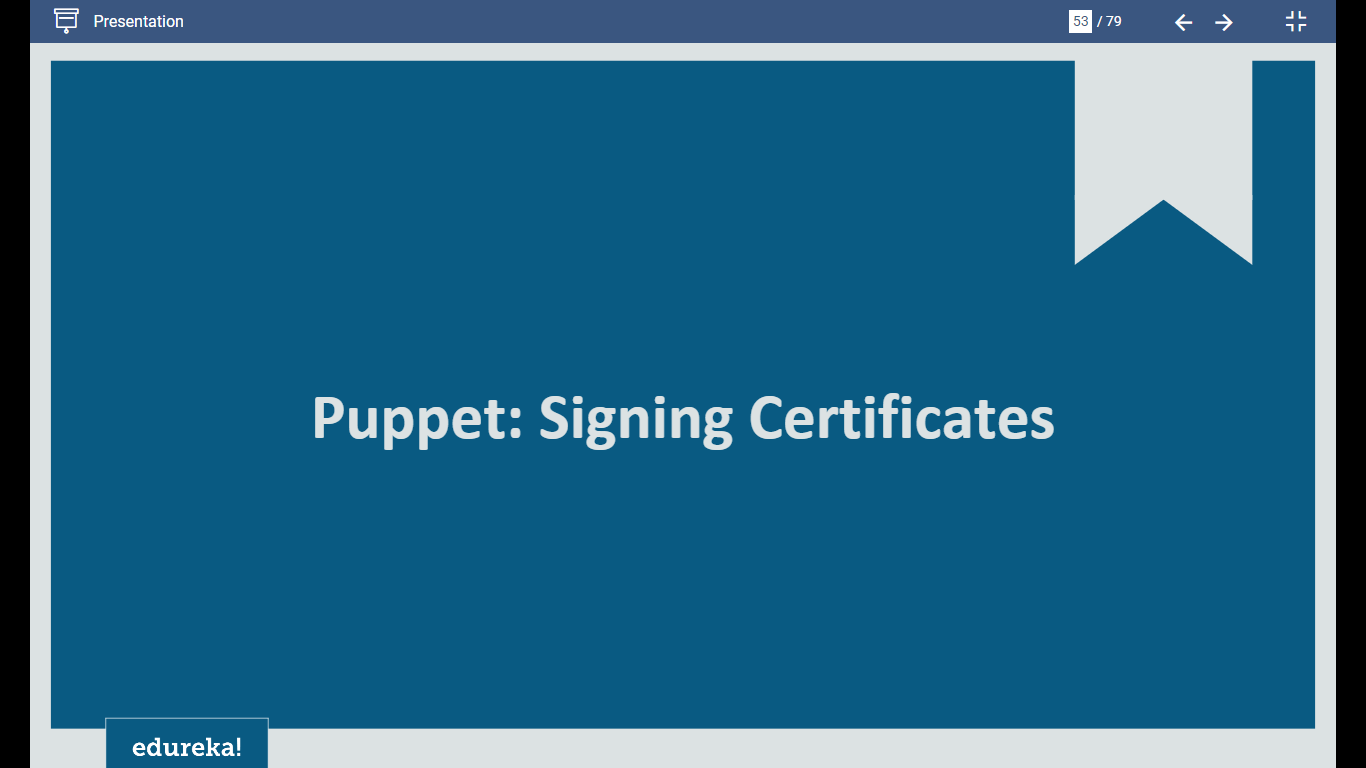 Presentation
53 / 79
Puppet: Signing Certificates
edureka!